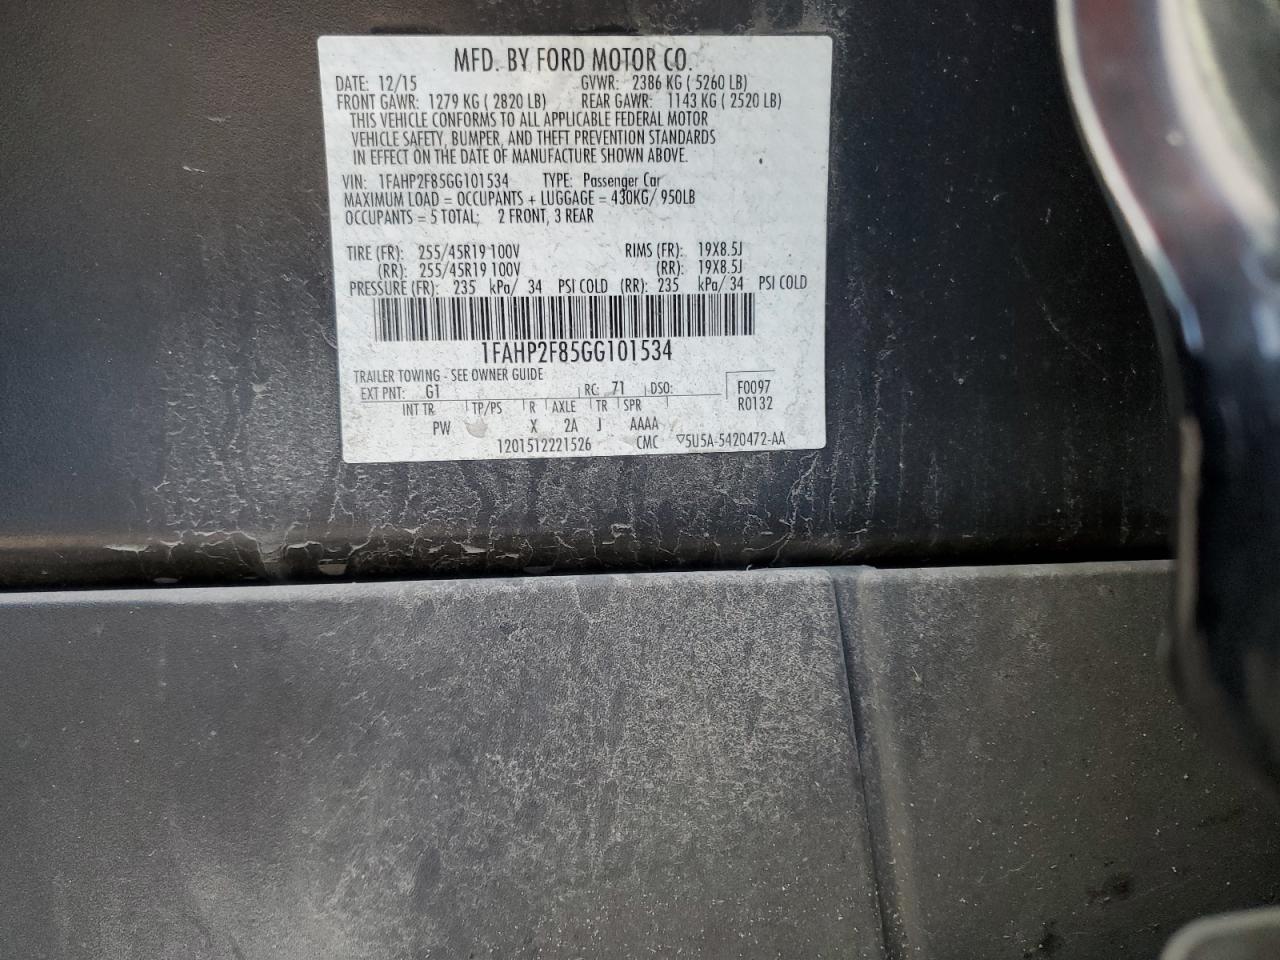 MFD. BY FORD MOTOR CO.
DATE: 12/15 GVWR: 2386 KG ( 5260 LB)
FRONT GAWR: 1279 KG ( 2820 LB) REAR GAWR: 1143 KG ( 2520 LB)
THIS VEHICLE CONFORMS TO ALL APPLICABLE FEDERAL MOTOR
VEHICLE SAFETY, BUMPER, AND THEFT PREVENTION STANDARDS
IN EFFECT ON THE DATE OF MANUFACTURE SHOWN ABOVE.
VIN: 1FAHP2F85GG101534 TYPE: Passenger Car
MAXIMUM LOAD = OCCUPANTS + LUGGAGE = 430KG/ 950LB
OCCUPANTS = 5 TOTAL; 2 FRONT, 3 REAR
TIRE (FR): 255/45R19 100V RIMS (FR): 19X8.5J
(RR): 255/45R19 100V (RR): 19X8.5J
PRESSURE (FR): 235 kPa/ 34 PSI COLD (RR): 235 kPa/ 34 PSI COLD
1FAHP2F85GG101534
TRAILER TOWING - SEE OWNER GUIDE
EXT PNT: G1 RC: 71 DSO: F0097
INT TR TP/PS R AXLE TR SPR R0132
PW X 2A J AAAA
1201512221526 CMC ▽5U5A-5420472-AA